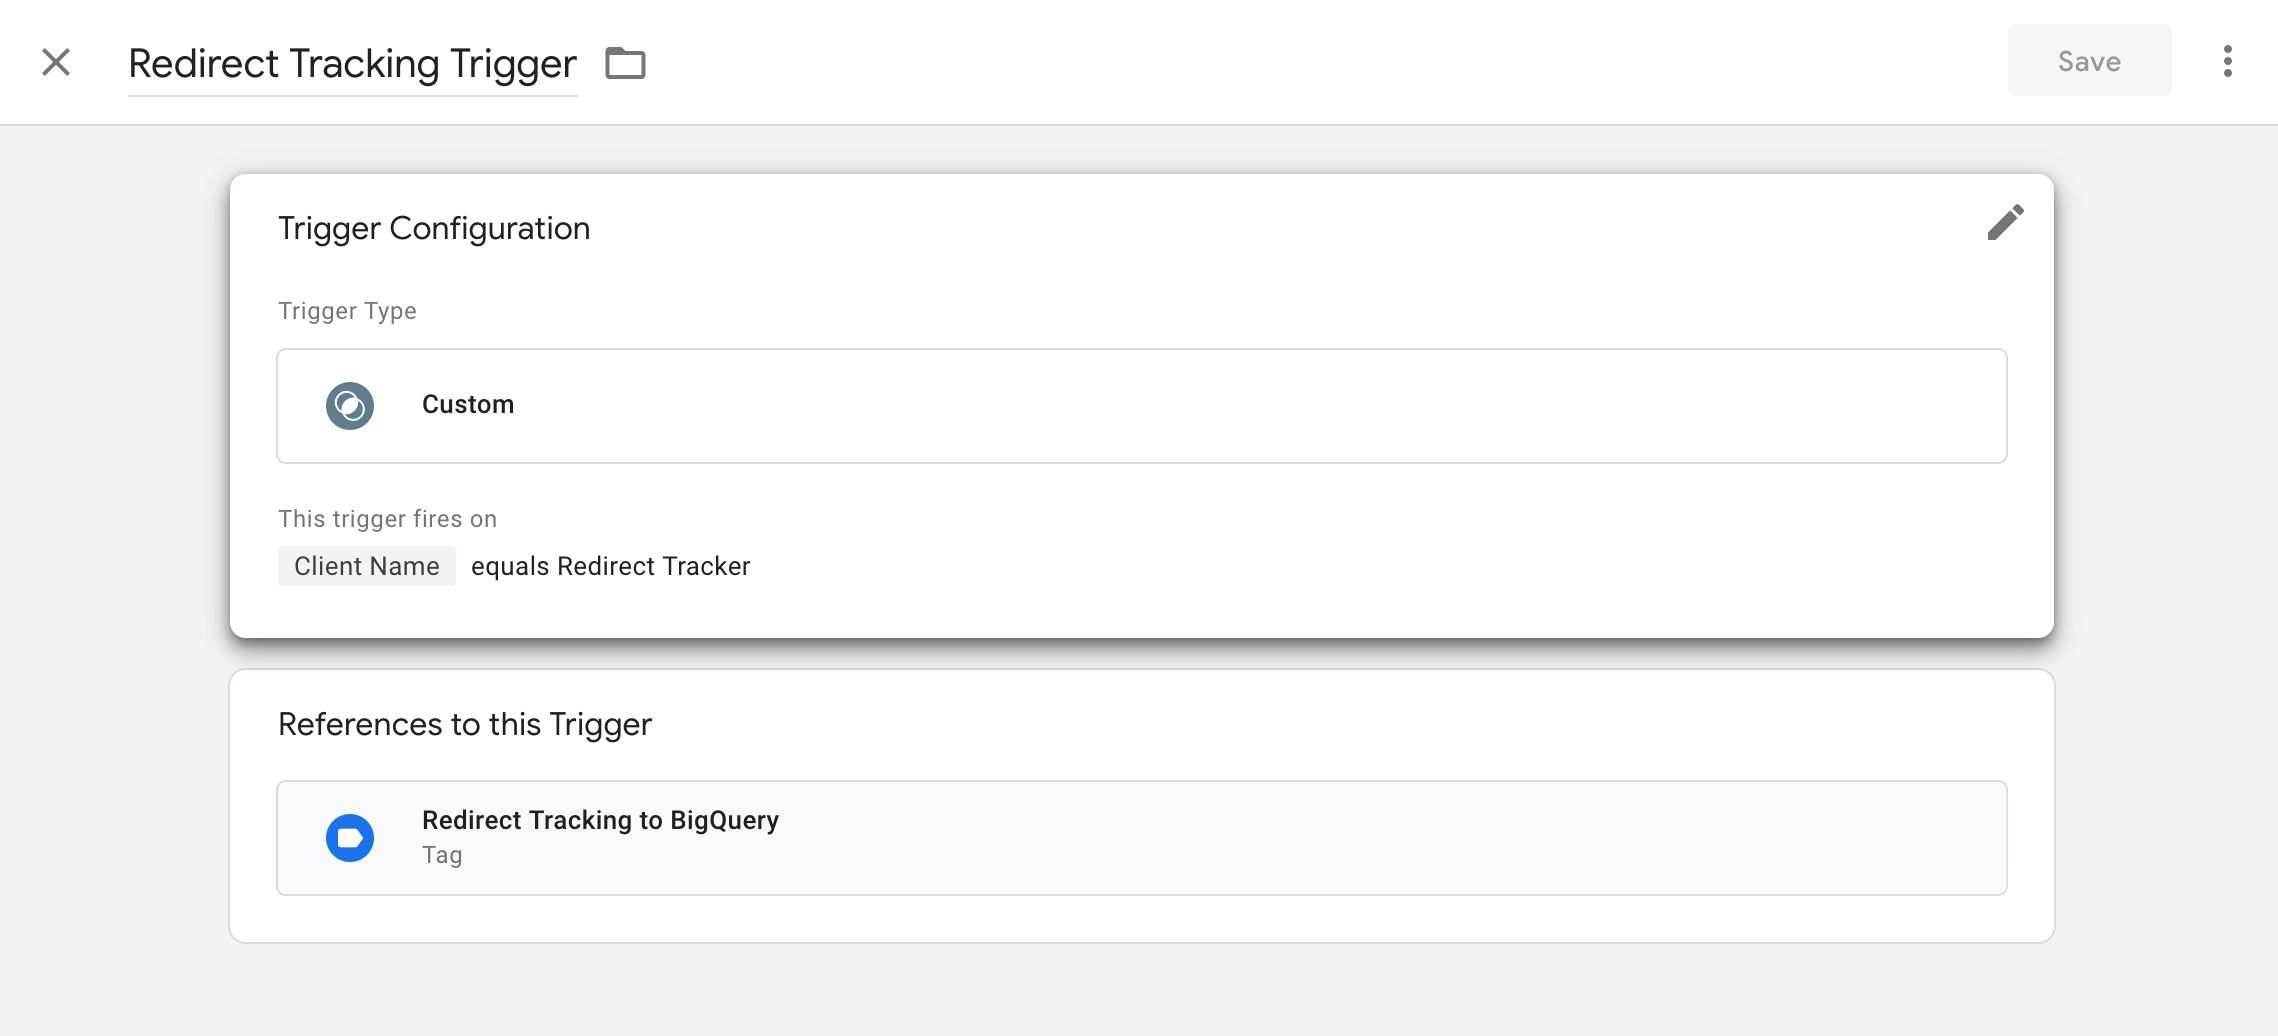 Redirect Tracking Trigger
Save
Trigger Configuration
Trigger Type
Custom
This trigger fires on
Client Name equals Redirect Tracker
References to this Trigger
Redirect Tracking to BigQuery
Tag